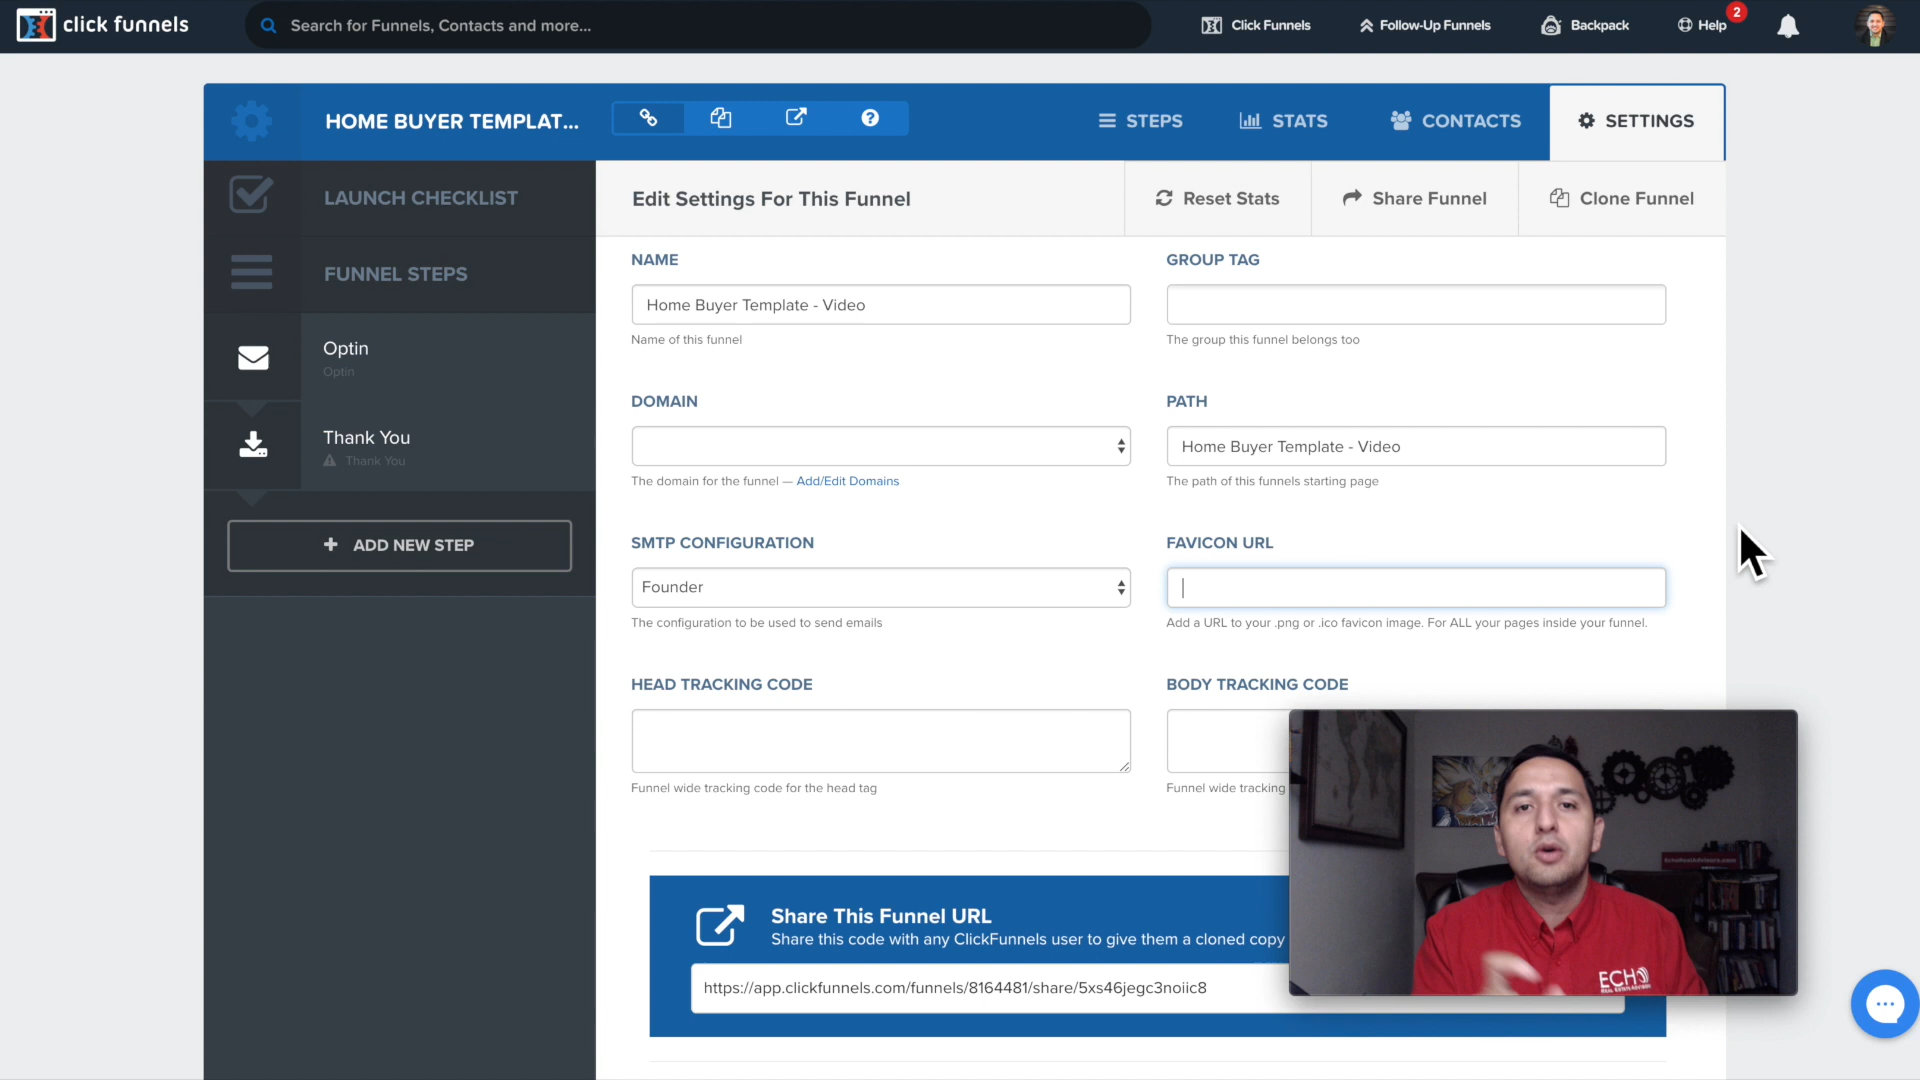 click funnels
Search for Funnels, Contacts and more...
Click Funnels
Follow-Up Funnels
Backpack
Help
2
HOME BUYER TEMPLAT...
STEPS
STATS
CONTACTS
SETTINGS
LAUNCH CHECKLIST
Edit Settings For This Funnel
Reset Stats
Share Funnel
Clone Funnel
FUNNEL STEPS
Optin
Optin
Thank You
Thank You
+ ADD NEW STEP
NAME
Home Buyer Template - Video
Name of this funnel
GROUP TAG
The group this funnel belongs too
DOMAIN
The domain for the funnel — Add/Edit Domains
PATH
Home Buyer Template - Video
The path of this funnels starting page
SMTP CONFIGURATION
Founder
The configuration to be used to send emails
FAVICON URL
Add a URL to your .png or .ico favicon image. For ALL your pages inside your funnel.
HEAD TRACKING CODE
Funnel wide tracking code for the head tag
BODY TRACKING CODE
Funnel wide tracking
Share This Funnel URL
Share this code with any ClickFunnels user to give them a cloned copy
https://app.clickfunnels.com/funnels/8164481/share/5xs46jegc3noiic8
ECHO